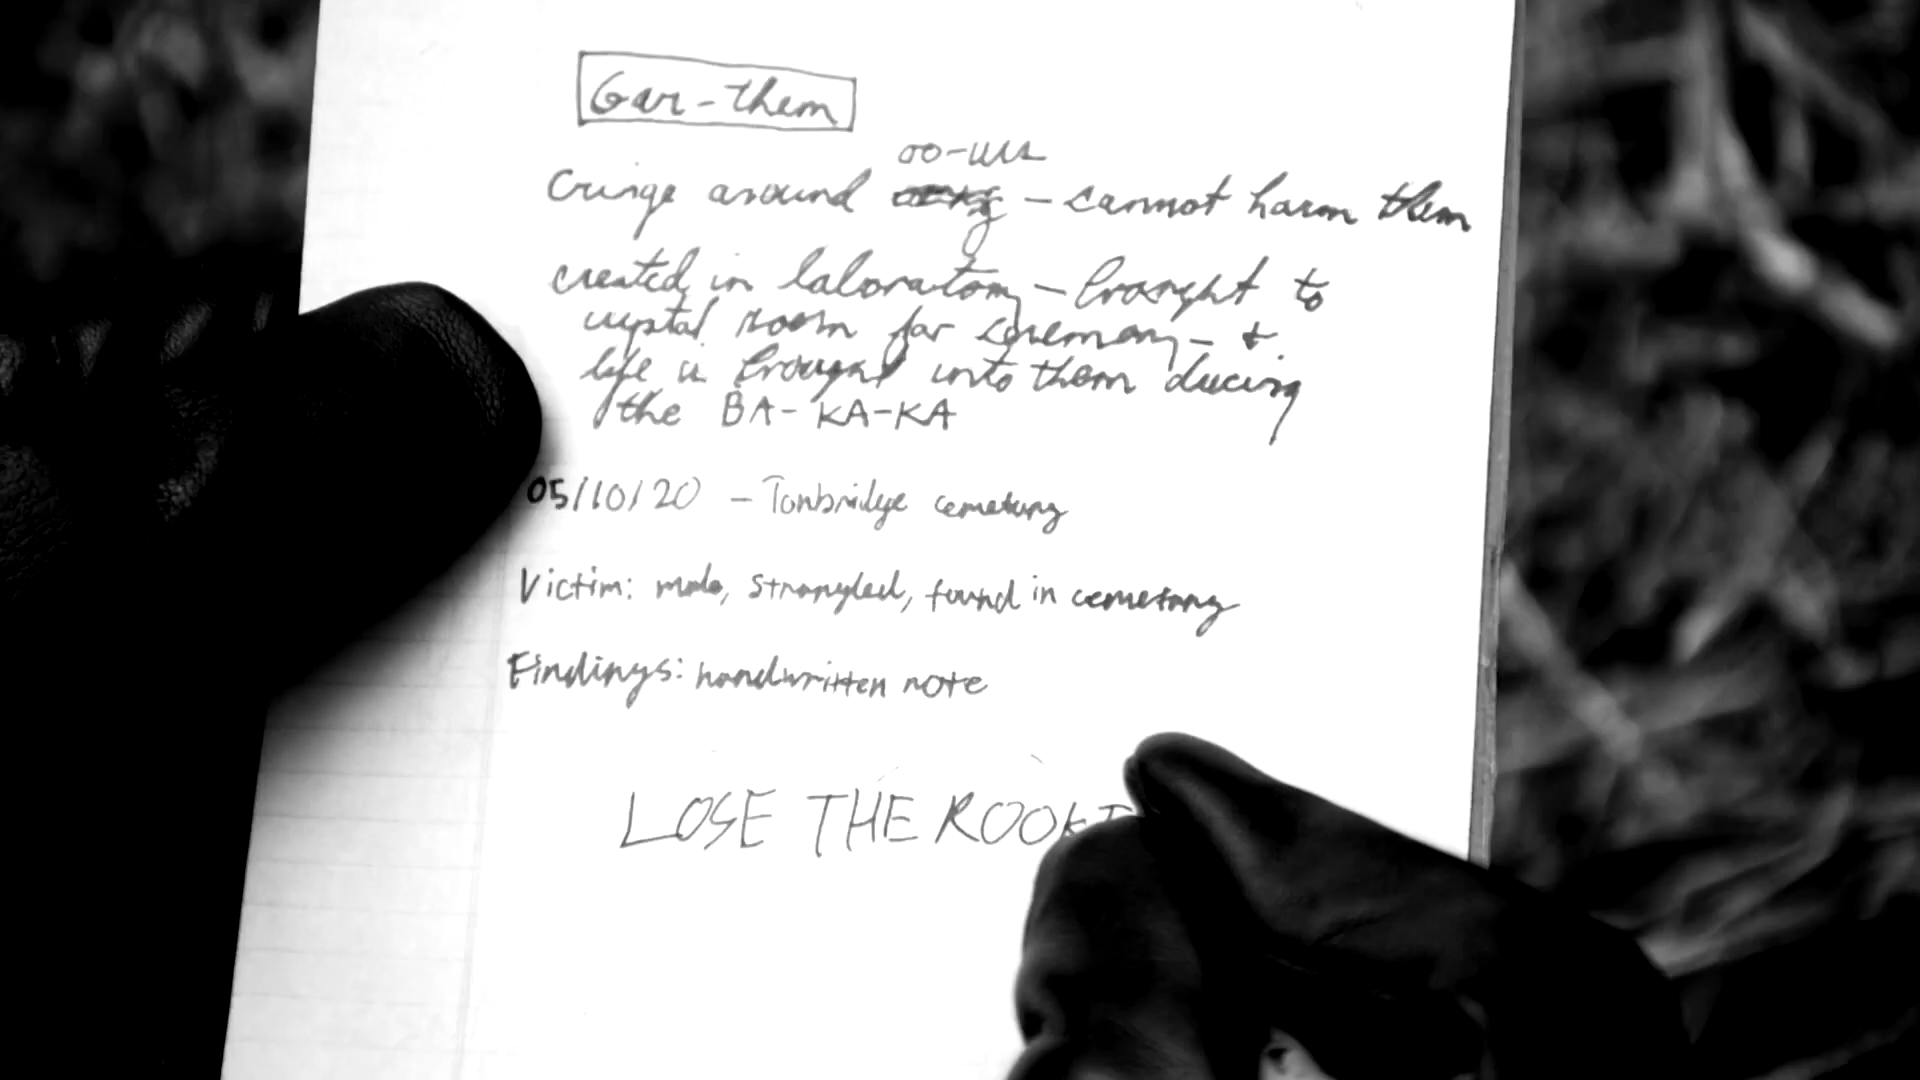 Gar-them
oo-uls
Cringe around - cannot harm them
created in laboratory - brought to
crystal room for ceremony - &
life is brought into them during
the BA-KA-KA
05/10/20 - Tonbridge cemetery
Victim: male, strangled, found in cemetery
Findings: handwritten note
LOSE THE ROOKI